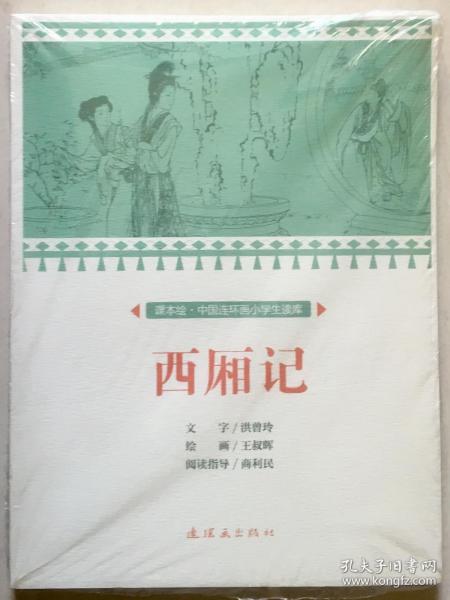 课本绘·中国连环画小学生读库
西厢记
文 字/洪曾玲
绘 画/王叔晖
阅读指导/商利民
连环画出版社
孔夫子旧书网
www.kongfz.com